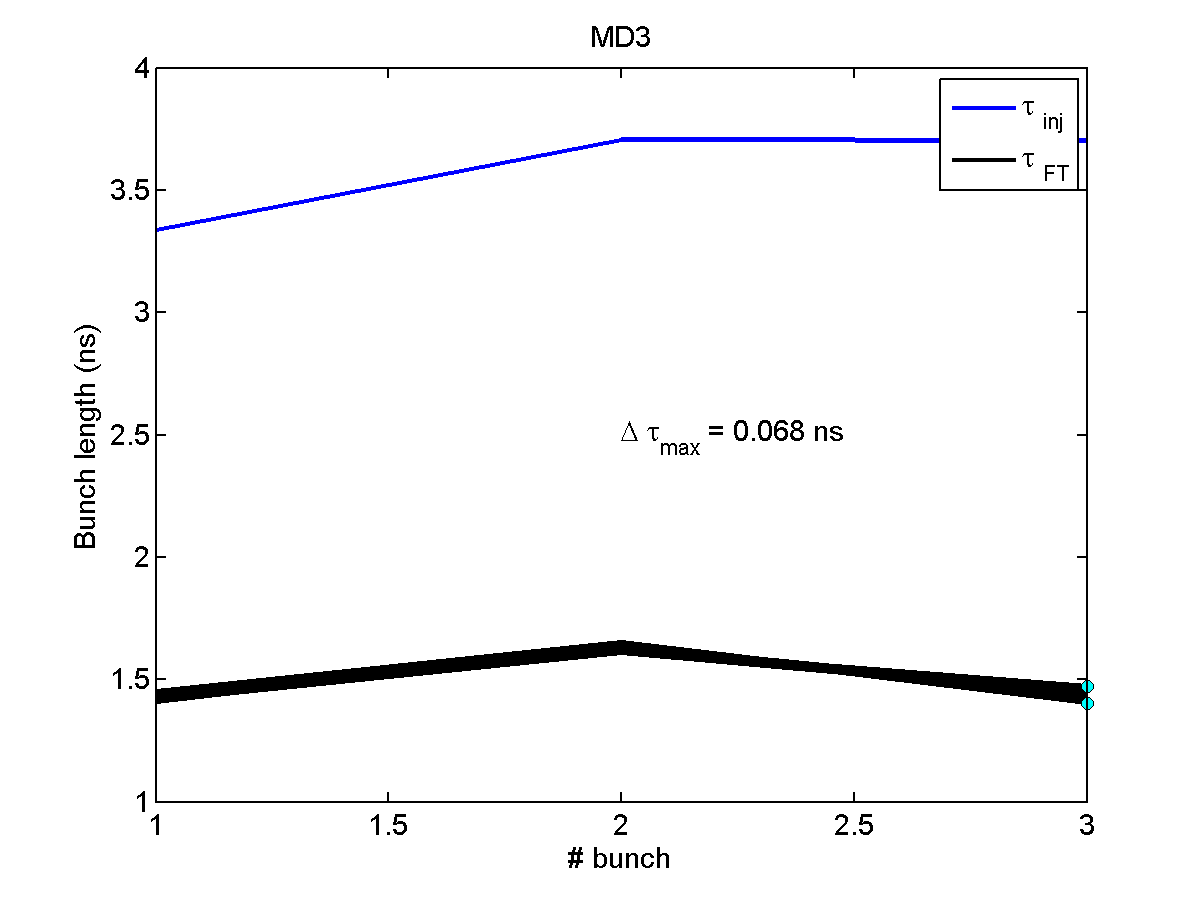 MD3
4
3.5
3
2.5
2
1.5
1
1
1.5
2
2.5
3
Bunch length (ns)
# bunch
τ inj
τ FT
Δ τmax = 0.068 ns